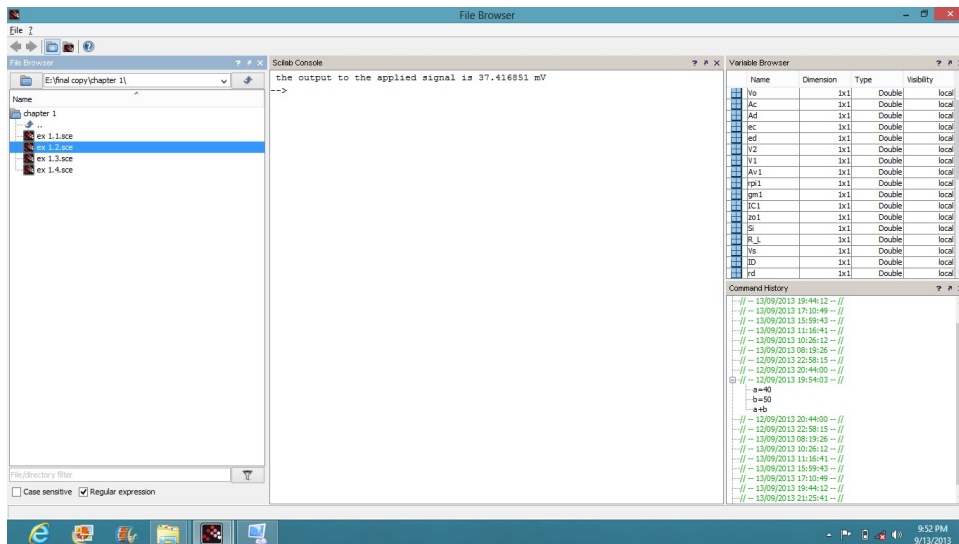 File Browser
File ?
File Browser
E:\final copy\chapter 1\
Name
chapter 1
..
ex 1.1.sce
ex 1.2.sce
ex 1.3.sce
ex 1.4.sce
File/directory filter
Case sensitive
Regular expression
Scilab Console
the output to the applied signal is 37.416851 mV
-->
Variable Browser
Name Dimension Type Visibility
Vo 1x1 Double local
Ac 1x1 Double local
Ad 1x1 Double local
ec 1x1 Double local
ed 1x1 Double local
V2 1x1 Double local
V1 1x1 Double local
Av1 1x1 Double local
rpi1 1x1 Double local
gm1 1x1 Double local
IC1 1x1 Double local
zo1 1x1 Double local
Si 1x1 Double local
R_L 1x1 Double local
Vs 1x1 Double local
ID 1x1 Double local
rd 1x1 Double local
Command History
// -- 13/09/2013 19:44:12 -- //
// -- 13/09/2013 17:10:49 -- //
// -- 13/09/2013 15:59:43 -- //
// -- 13/09/2013 11:16:41 -- //
// -- 13/09/2013 10:26:12 -- //
// -- 13/09/2013 08:19:26 -- //
// -- 12/09/2013 22:58:15 -- //
// -- 12/09/2013 20:44:00 -- //
// -- 12/09/2013 19:54:03 -- //
a=40
b=50
a+b
// -- 12/09/2013 20:44:00 -- //
// -- 12/09/2013 22:58:15 -- //
// -- 13/09/2013 08:19:26 -- //
// -- 13/09/2013 10:26:12 -- //
// -- 13/09/2013 11:16:41 -- //
// -- 13/09/2013 15:59:43 -- //
// -- 13/09/2013 17:10:49 -- //
// -- 13/09/2013 19:44:12 -- //
// -- 13/09/2013 21:25:41 -- //
9:52 PM
9/13/2013